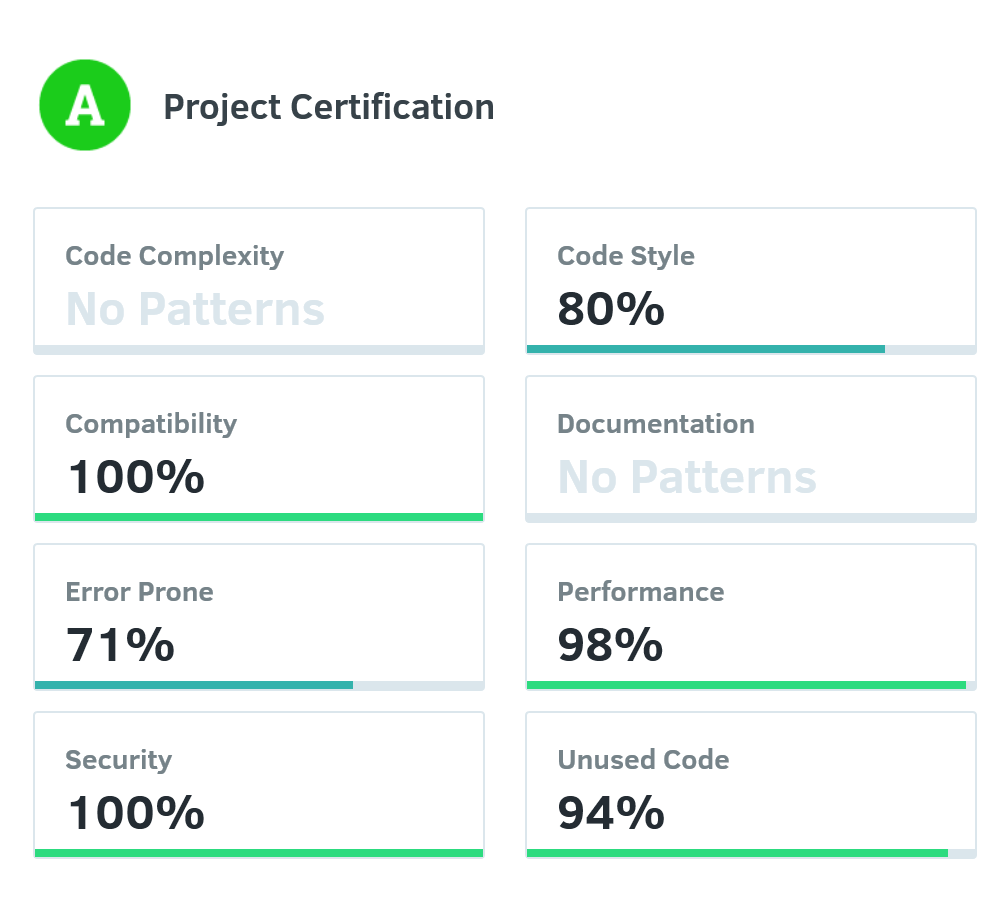 A
Project Certification
Code Complexity
No Patterns
Code Style
80%
Compatibility
100%
Documentation
No Patterns
Error Prone
71%
Performance
98%
Security
100%
Unused Code
94%